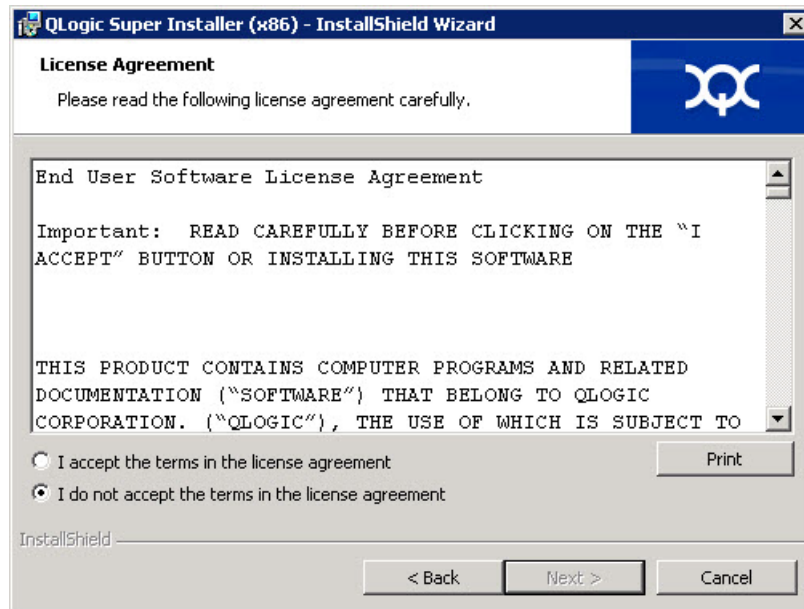 QLogic Super Installer (x86) - InstallShield Wizard
License Agreement
Please read the following license agreement carefully.
End User Software License Agreement
Important:  READ CAREFULLY BEFORE CLICKING ON THE “I
ACCEPT” BUTTON OR INSTALLING THIS SOFTWARE
THIS PRODUCT CONTAINS COMPUTER PROGRAMS AND RELATED
DOCUMENTATION (“SOFTWARE”) THAT BELONG TO QLOGIC
CORPORATION. (“QLOGIC”), THE USE OF WHICH IS SUBJECT TO
I accept the terms in the license agreement
Print
I do not accept the terms in the license agreement
InstallShield
< Back
Next >
Cancel